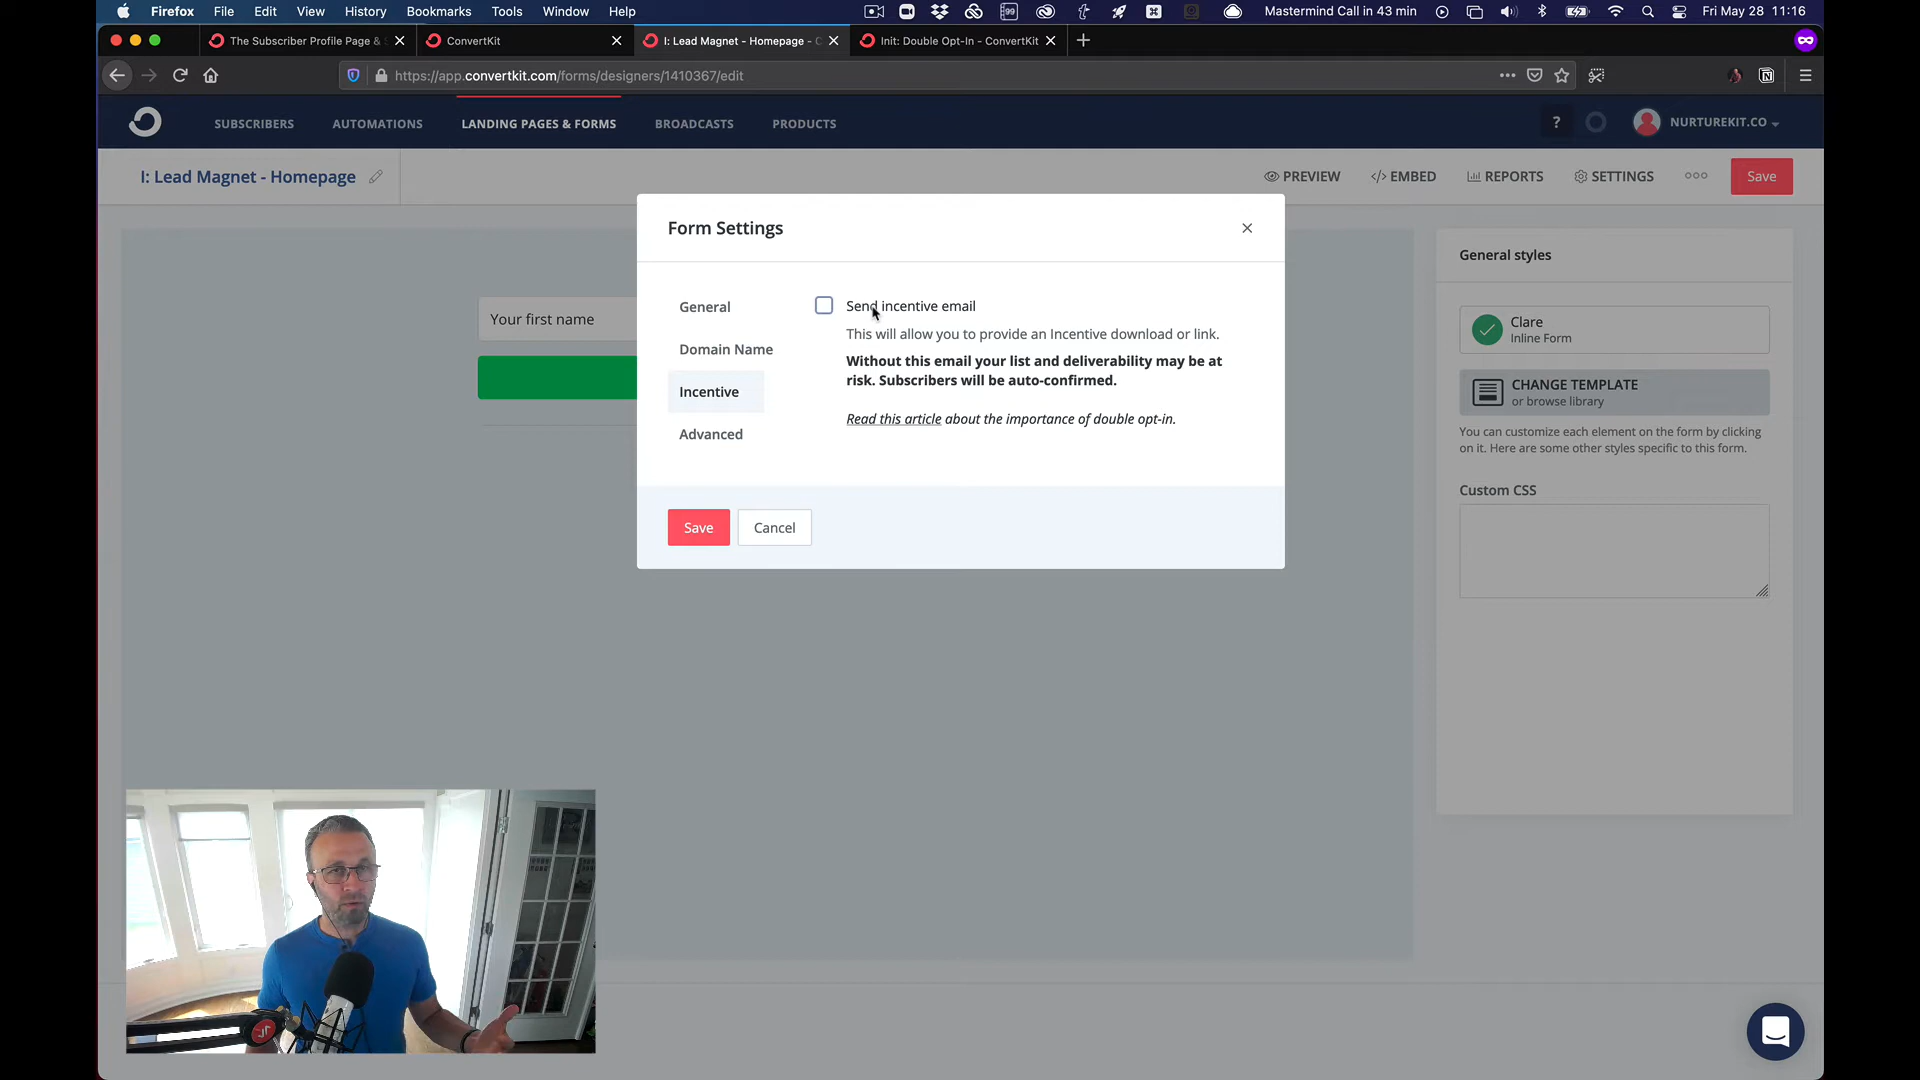 Firefox File Edit View History Bookmarks Tools Window Help Mastermind Call in 43 min Fri May 28 11:16
The Subscriber Profile Page & ConvertKit I: Lead Magnet - Homepage - C Init: Double Opt-In - ConvertKit
https://app.convertkit.com/forms/designers/1410367/edit
SUBSCRIBERS AUTOMATIONS LANDING PAGES & FORMS BROADCASTS PRODUCTS ? NURTUREKIT.CO
I: Lead Magnet - Homepage PREVIEW </> EMBED REPORTS SETTINGS Save
Form Settings
General
Domain Name
Incentive
Advanced
Send incentive email
This will allow you to provide an Incentive download or link.
Without this email your list and deliverability may be at
risk. Subscribers will be auto-confirmed.
Read this article about the importance of double opt-in.
Save Cancel
Your first name
General styles
Clare
Inline Form
CHANGE TEMPLATE
or browse library
You can customize each element on the form by clicking
on it. Here are some other styles specific to this form.
Custom CSS